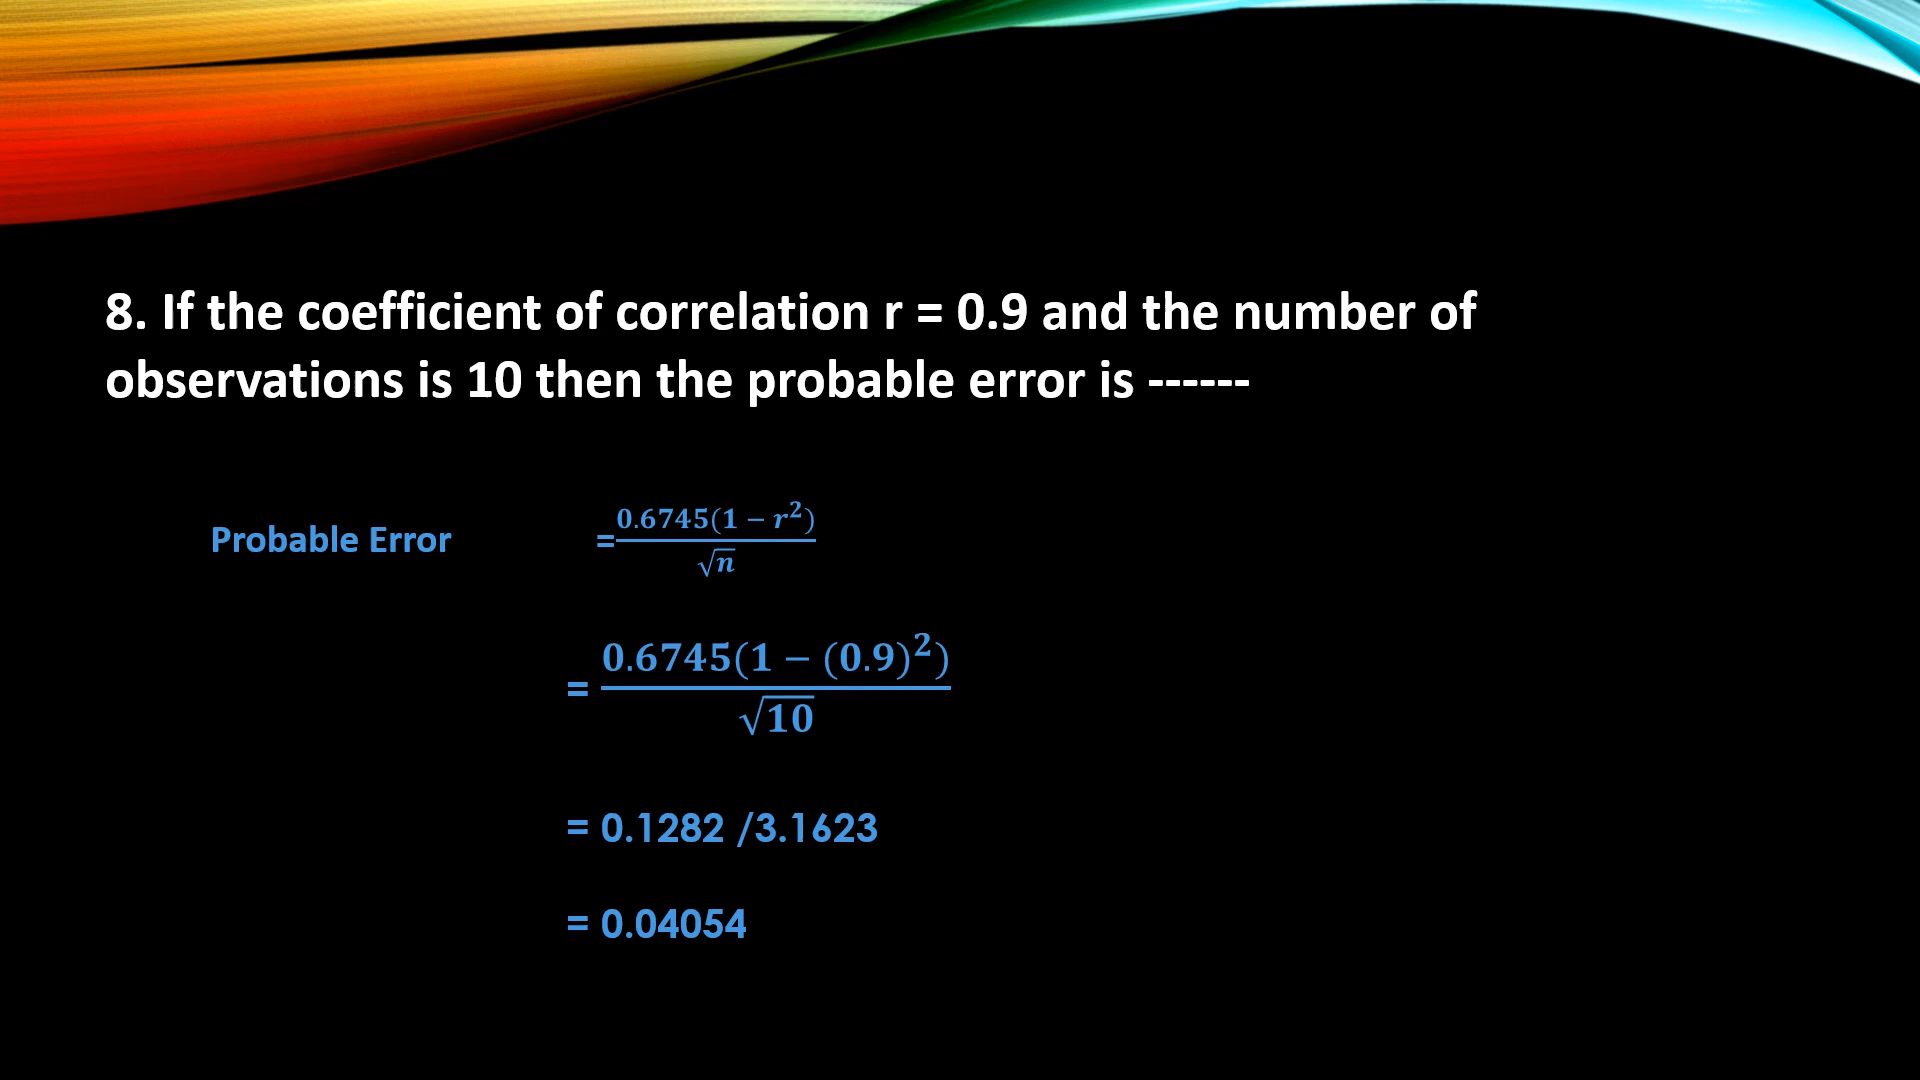 8. If the coefficient of correlation r = 0.9 and the number of
observations is 10 then the probable error is ------
Probable Error = 0.6745(1 − r²) / √n
= 0.6745(1 − (0.9)²) / √10
= 0.1282 /3.1623
= 0.04054